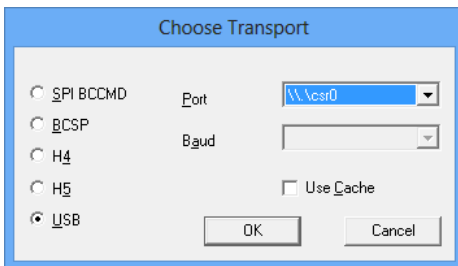 Choose Transport
SPI BCCMD
Port
\\.\csr0
BCSP
Baud
H4
H5
Use Cache
USB
OK
Cancel